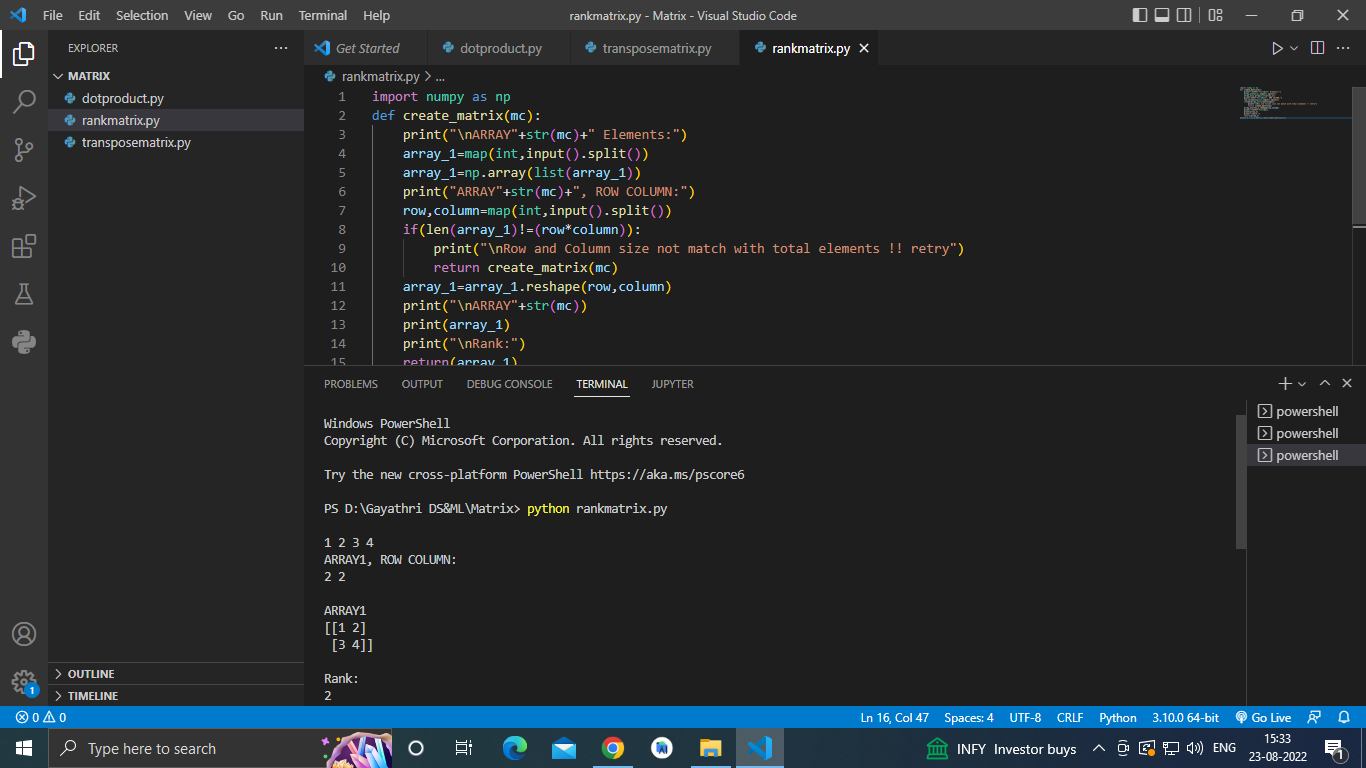 File Edit Selection View Go Run Terminal Help
rankmatrix.py - Matrix - Visual Studio Code
EXPLORER
MATRIX
dotproduct.py
rankmatrix.py
transposematrix.py
OUTLINE
TIMELINE
Get Started dotproduct.py transposematrix.py rankmatrix.py
rankmatrix.py > ...
1 import numpy as np
2 def create_matrix(mc):
3 print("\nARRAY"+str(mc)+" Elements:")
4 array_1=map(int,input().split())
5 array_1=np.array(list(array_1))
6 print("ARRAY"+str(mc)+", ROW COLUMN:")
7 row,column=map(int,input().split())
8 if(len(array_1)!=(row*column)):
9 print("\nRow and Column size not match with total elements !! retry")
10 return create_matrix(mc)
11 array_1=array_1.reshape(row,column)
12 print("\nARRAY"+str(mc))
13 print(array_1)
14 print("\nRank:")
15 return(array_1)
PROBLEMS OUTPUT DEBUG CONSOLE TERMINAL JUPYTER
Windows PowerShell
Copyright (C) Microsoft Corporation. All rights reserved.
Try the new cross-platform PowerShell https://aka.ms/pscore6
PS D:\Gayathri DS&ML\Matrix> python rankmatrix.py
1 2 3 4
ARRAY1, ROW COLUMN:
2 2
ARRAY1
[[1 2]
[3 4]]
Rank:
2
powershell
powershell
powershell
1
0 0 Ln 16, Col 47 Spaces: 4 UTF-8 CRLF Python 3.10.0 64-bit Go Live
Type here to search
INFY Investor buys
ENG
15:33
23-08-2022
1